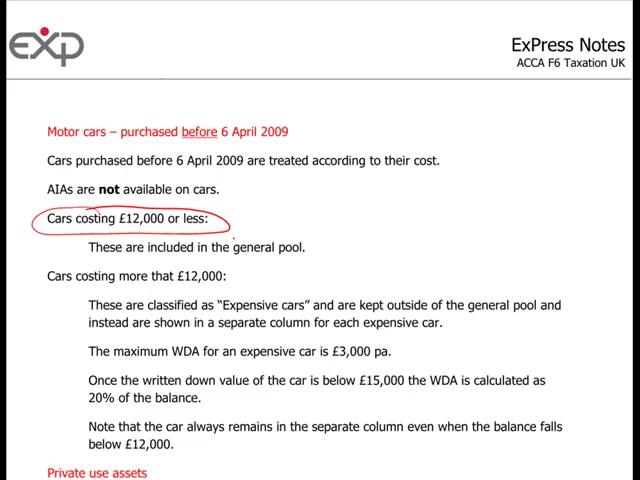 exp
ExPress Notes
ACCA F6 Taxation UK
Motor cars – purchased before 6 April 2009
Cars purchased before 6 April 2009 are treated according to their cost.
AIAs are not available on cars.
Cars costing £12,000 or less:
These are included in the general pool.
Cars costing more that £12,000:
These are classified as “Expensive cars” and are kept outside of the general pool and
instead are shown in a separate column for each expensive car.
The maximum WDA for an expensive car is £3,000 pa.
Once the written down value of the car is below £15,000 the WDA is calculated as
20% of the balance.
Note that the car always remains in the separate column even when the balance falls
below £12,000.
Private use assets